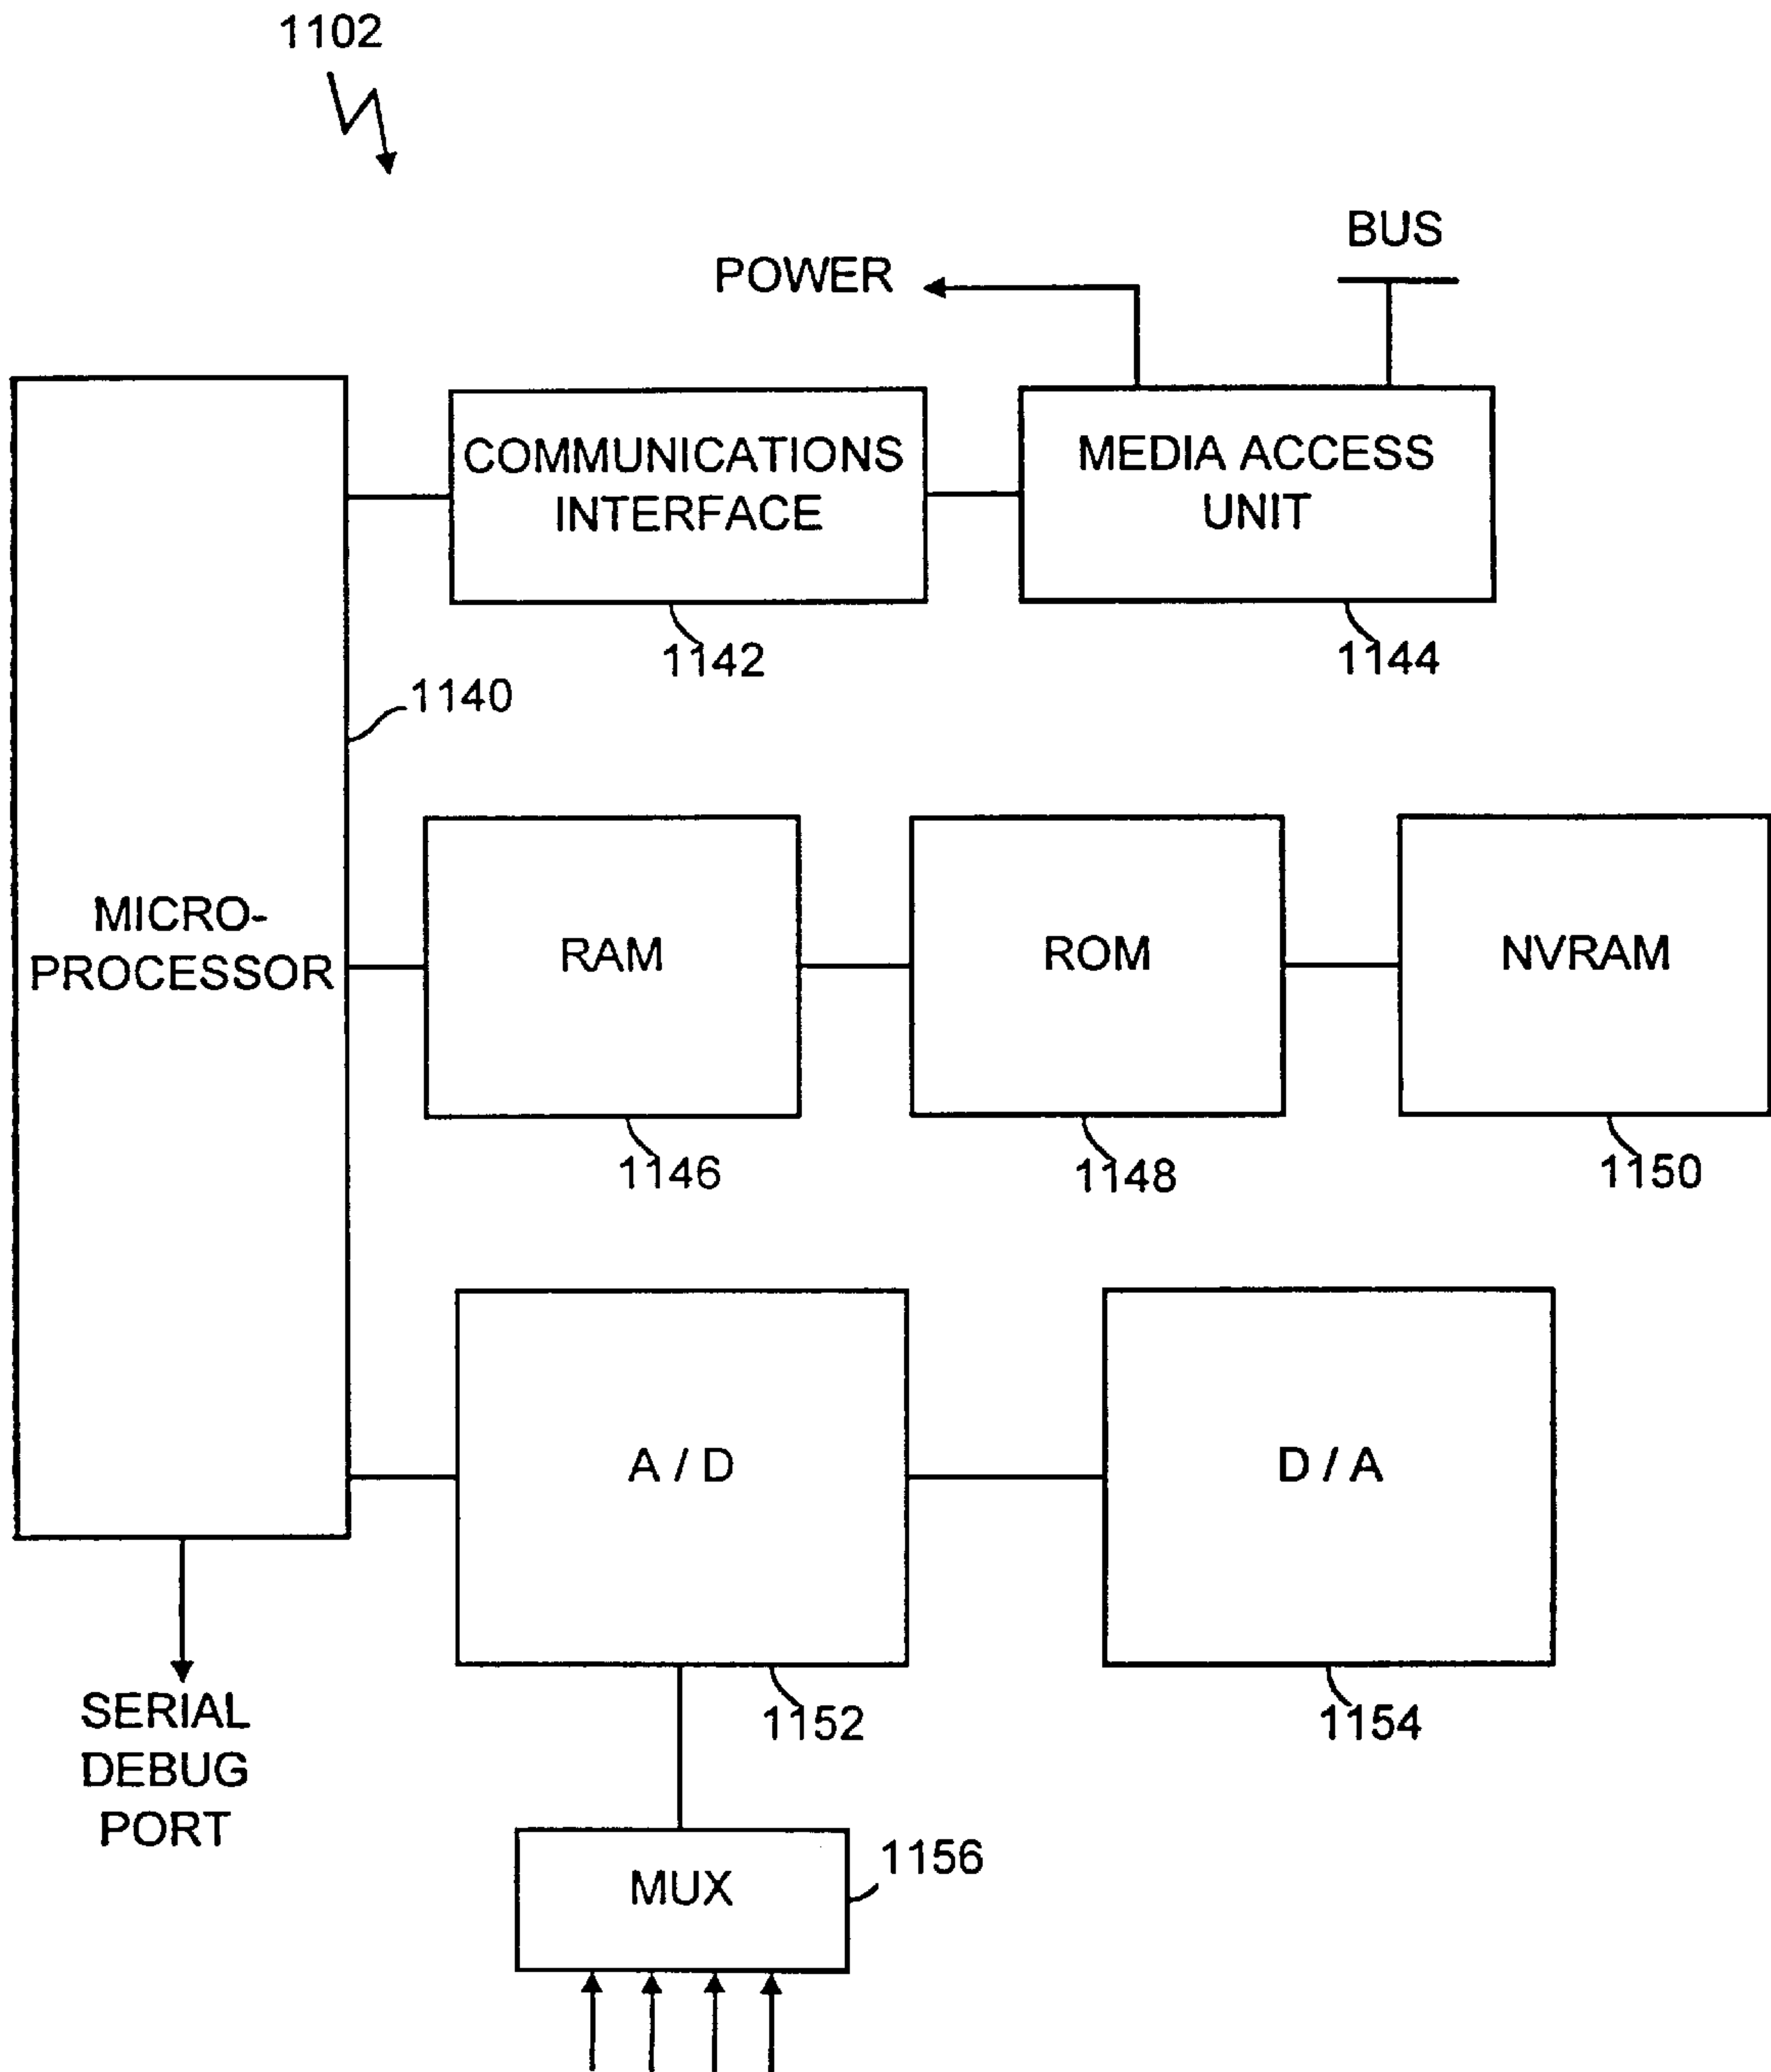 1102
BUS
POWER
COMMUNICATIONS
INTERFACE
MEDIA ACCESS
UNIT
1142
1144
1140
MICRO-
PROCESSOR
RAM
ROM
NVRAM
1146
1148
1150
A / D
D / A
1152
1154
SERIAL
DEBUG
PORT
MUX
1156